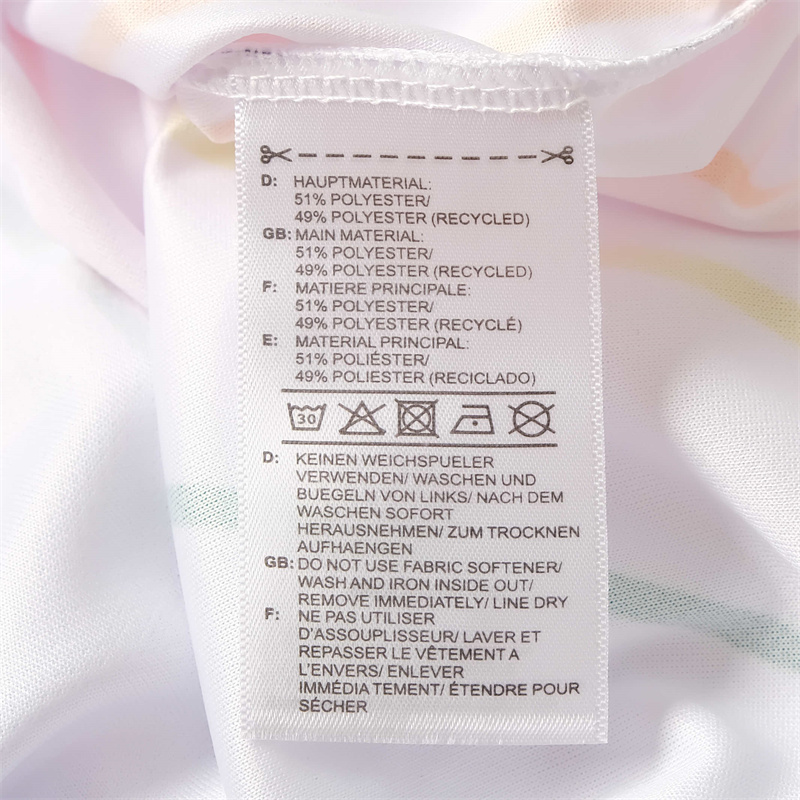 D: HAUPTMATERIAL:
51% POLYESTER/
49% POLYESTER (RECYCLED)
GB: MAIN MATERIAL:
51% POLYESTER/
49% POLYESTER (RECYCLED)
F: MATIERE PRINCIPALE:
51% POLYESTER/
49% POLYESTER (RECYCLÉ)
E: MATERIAL PRINCIPAL:
51% POLIÉSTER/
49% POLIESTER (RECICLADO)
30
D: KEINEN WEICHSPUELER
VERWENDEN/ WASCHEN UND
BUEGELN VON LINKS/ NACH DEM
WASCHEN SOFORT
HERAUSNEHMEN/ ZUM TROCKNEN
AUFHAENGEN
GB: DO NOT USE FABRIC SOFTENER/
WASH AND IRON INSIDE OUT/
REMOVE IMMEDIATELY/ LINE DRY
F: NE PAS UTILISER
D'ASSOUPLISSEUR/ LAVER ET
REPASSER LE VÊTEMENT A
L'ENVERS/ ENLEVER
IMMÉDIA TEMENT/ ÉTENDRE POUR
SÉCHER